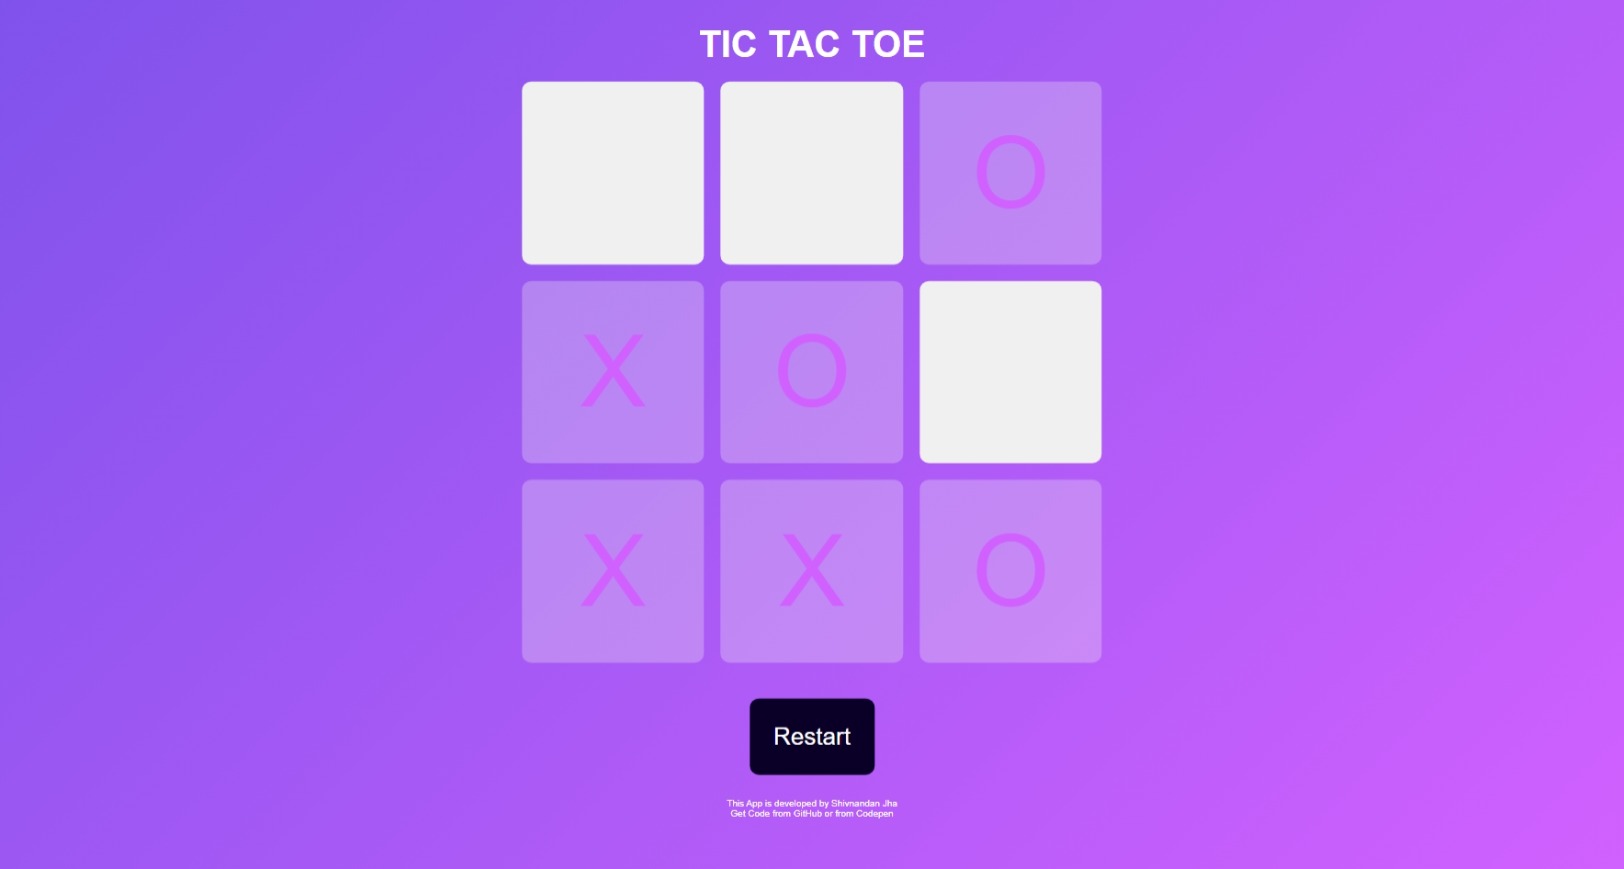 TIC TAC TOE
O
X O
X X O
Restart
This App is developed by Shivnandan Jha
Get Code from GitHub or from Codepen